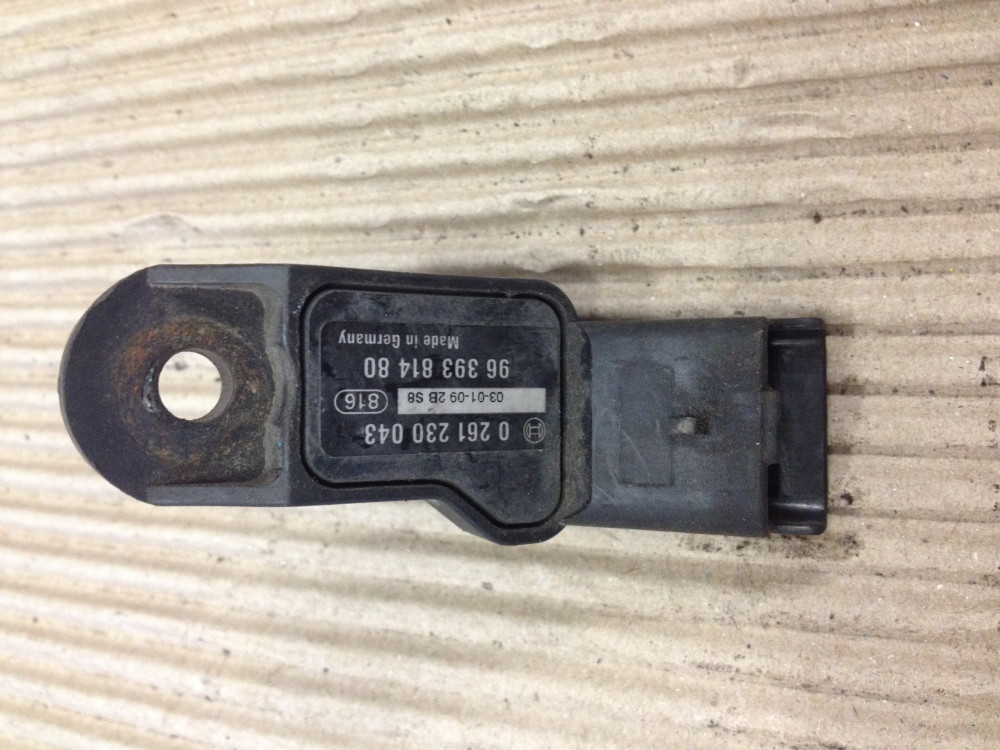 0 261 230 043
03-01-09 2B S8 816
96 393 814 80
Made in Germany